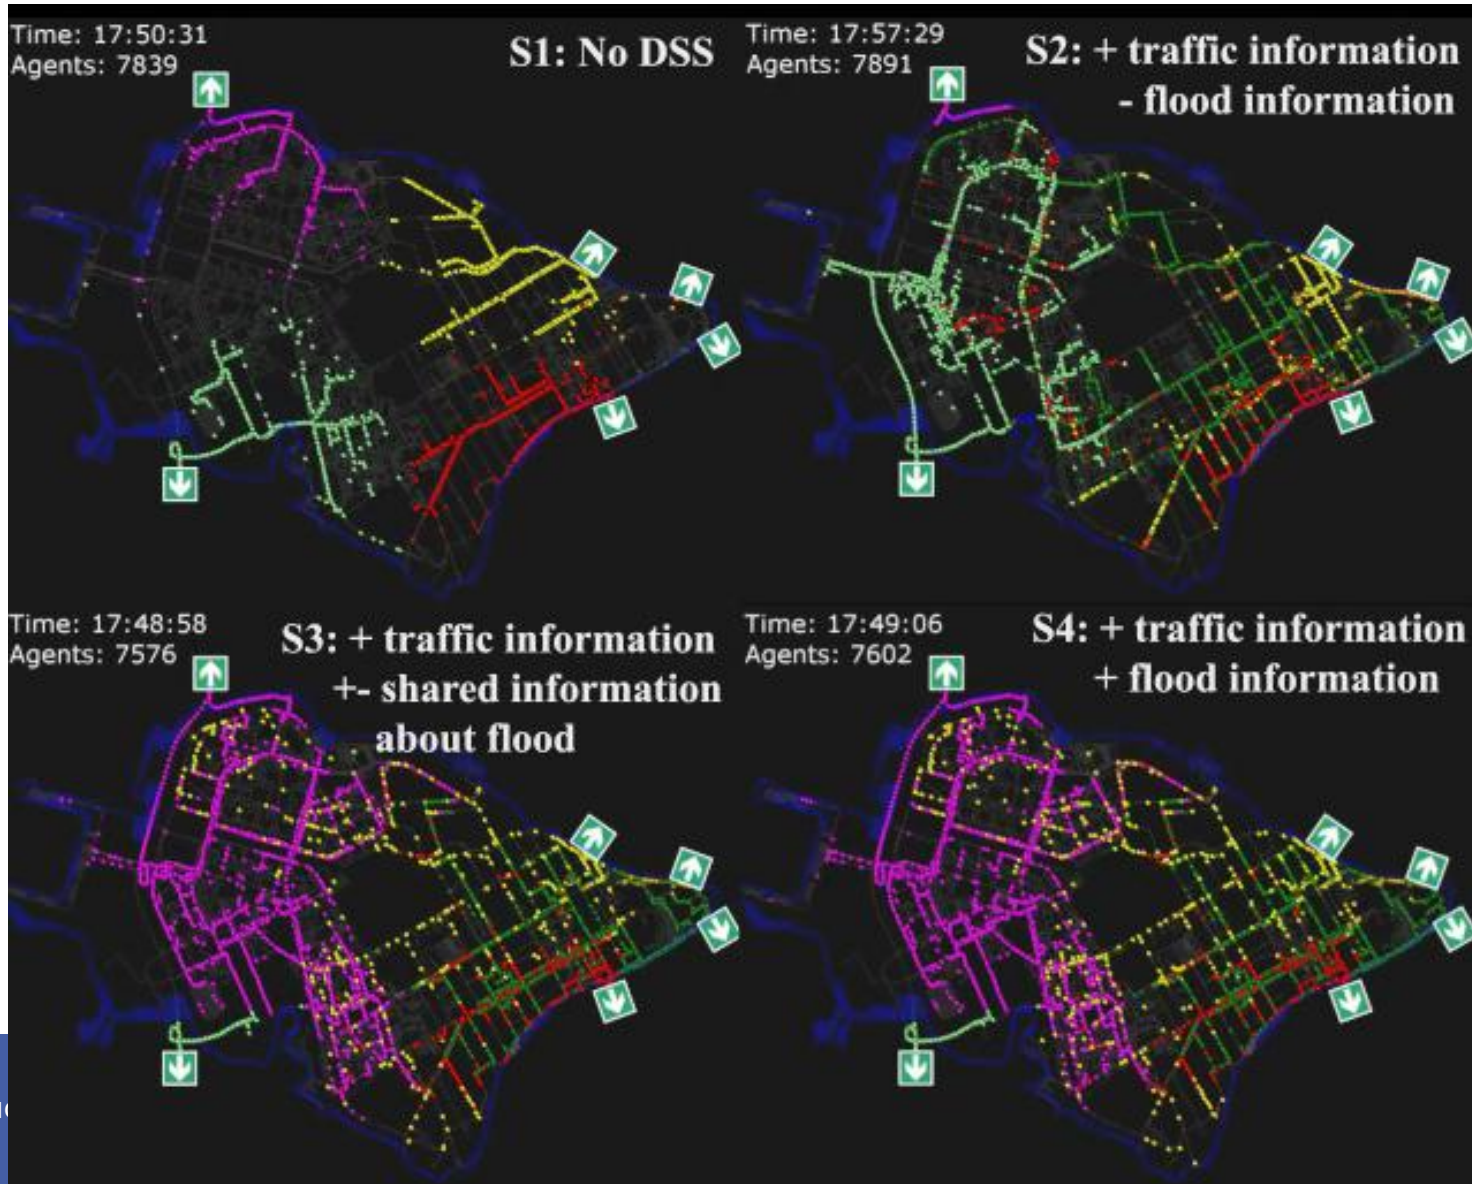 Time: 17:50:31
Agents: 7839
S1: No DSS
Time: 17:57:29
Agents: 7891
S2: + traffic information
- flood information
Time: 17:48:58
Agents: 7576
S3: + traffic information
+- shared information
about flood
Time: 17:49:06
Agents: 7602
S4: + traffic information
+ flood information